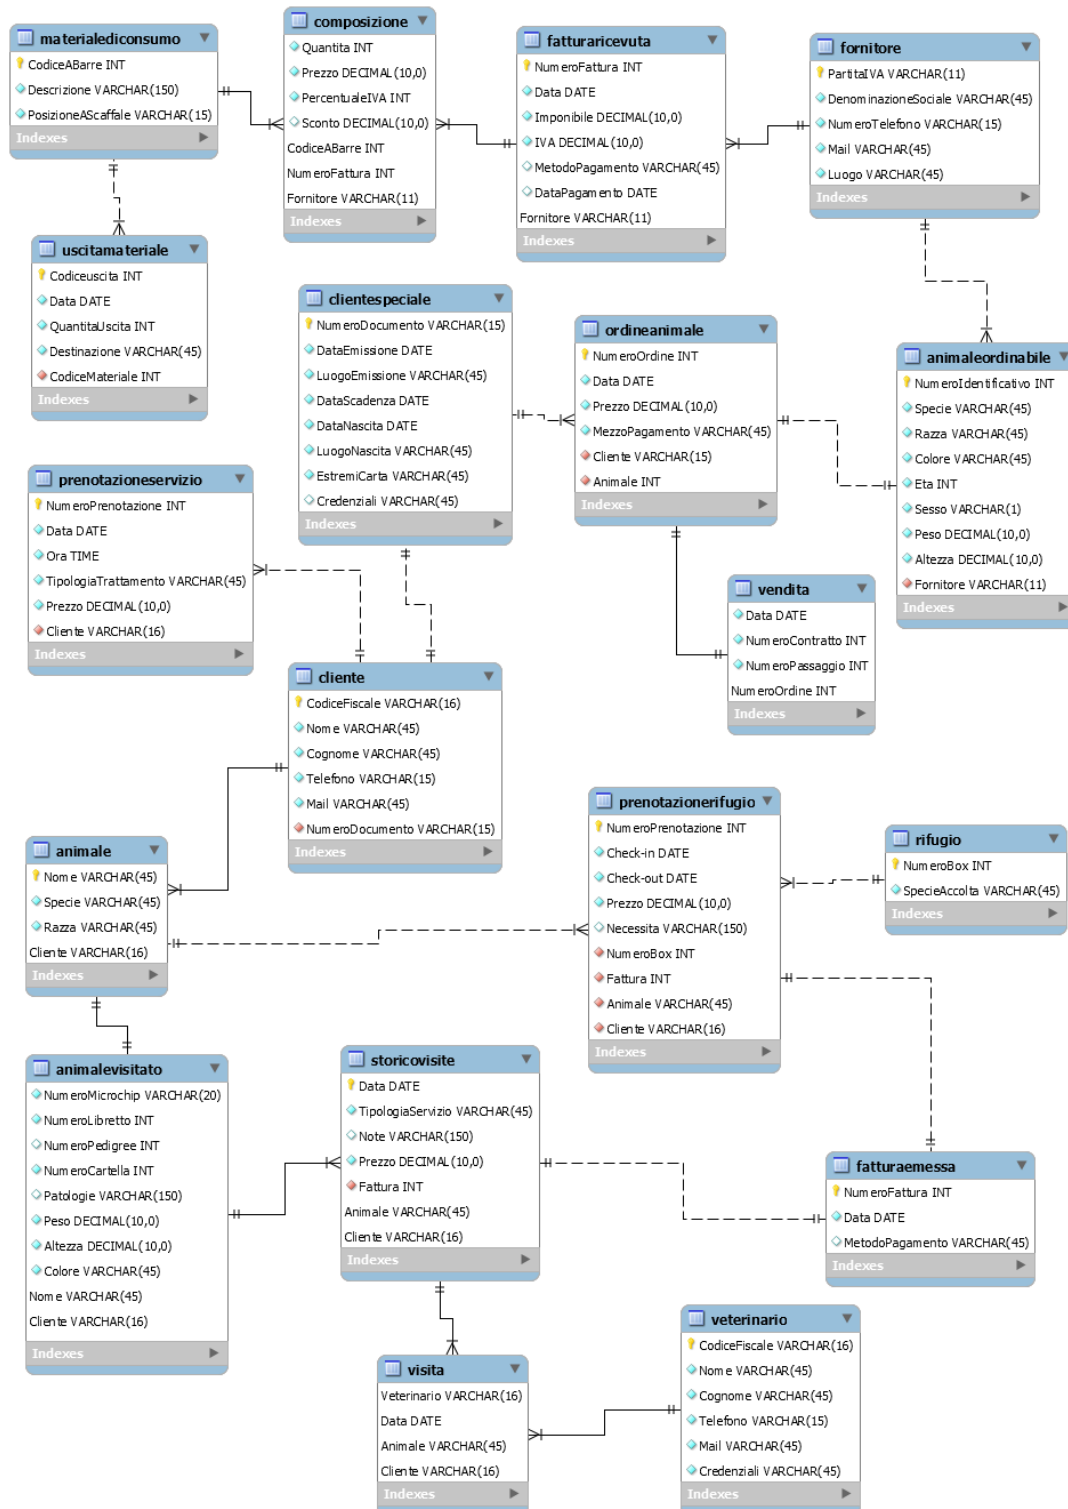 materialediconsumo
CodiceABarre INT
Descrizione VARCHAR(150)
PosizioneAScaffale VARCHAR(15)
Indexes
composizione
Quantita INT
Prezzo DECIMAL(10,0)
PercentualeIVA INT
Sconto DECIMAL(10,0)
CodiceABarre INT
NumeroFattura INT
Fornitore VARCHAR(11)
Indexes
fatturaricevuta
NumeroFattura INT
Data DATE
Imponibile DECIMAL(10,0)
IVA DECIMAL(10,0)
MetodoPagamento VARCHAR(45)
DataPagamento DATE
Fornitore VARCHAR(11)
Indexes
fornitore
PartitaIVA VARCHAR(11)
DenominazioneSociale VARCHAR(45)
NumeroTelefono VARCHAR(15)
Mail VARCHAR(45)
Luogo VARCHAR(45)
Indexes
uscitamateriale
Codiceuscita INT
Data DATE
QuantitaUscita INT
Destinazione VARCHAR(45)
CodiceMateriale INT
Indexes
clientespeciale
NumeroDocumento VARCHAR(15)
DataEmissione DATE
LuogoEmissione VARCHAR(45)
DataScadenza DATE
DataNascita DATE
LuogoNascita VARCHAR(45)
EstremiCarta VARCHAR(45)
Credenziali VARCHAR(45)
Indexes
ordineanimale
NumeroOrdine INT
Data DATE
Prezzo DECIMAL(10,0)
MezzoPagamento VARCHAR(45)
Cliente VARCHAR(15)
Animale INT
Indexes
animaleordinabile
NumeroIdentificativo INT
Specie VARCHAR(45)
Razza VARCHAR(45)
Colore VARCHAR(45)
Eta INT
Sesso VARCHAR(1)
Peso DECIMAL(10,0)
Altezza DECIMAL(10,0)
Fornitore VARCHAR(11)
Indexes
prenotazioneservizio
NumeroPrenotazione INT
Data DATE
Ora TIME
TipologiaTrattamento VARCHAR(45)
Prezzo DECIMAL(10,0)
Cliente VARCHAR(16)
Indexes
vendita
Data DATE
NumeroContratto INT
NumeroPassaggio INT
NumeroOrdine INT
Indexes
cliente
CodiceFiscale VARCHAR(16)
Nome VARCHAR(45)
Cognome VARCHAR(45)
Telefono VARCHAR(15)
Mail VARCHAR(45)
NumeroDocumento VARCHAR(15)
Indexes
prenotazionerifugio
NumeroPrenotazione INT
Check-in DATE
Check-out DATE
Prezzo DECIMAL(10,0)
Necessita VARCHAR(150)
NumeroBox INT
Fattura INT
Animale VARCHAR(45)
Cliente VARCHAR(16)
Indexes
rifugio
NumeroBox INT
SpecieAccolta VARCHAR(45)
Indexes
animale
Nome VARCHAR(45)
Specie VARCHAR(45)
Razza VARCHAR(45)
Cliente VARCHAR(16)
Indexes
animalevisitato
NumeroMicrochip VARCHAR(20)
NumeroLibretto INT
NumeroPedigree INT
NumeroCartella INT
Patologie VARCHAR(150)
Peso DECIMAL(10,0)
Altezza DECIMAL(10,0)
Colore VARCHAR(45)
Nome VARCHAR(45)
Cliente VARCHAR(16)
Indexes
storicovisite
Data DATE
TipologiaServizio VARCHAR(45)
Note VARCHAR(150)
Prezzo DECIMAL(10,0)
Fattura INT
Animale VARCHAR(45)
Cliente VARCHAR(16)
Indexes
fatturaemessa
NumeroFattura INT
Data DATE
MetodoPagamento VARCHAR(45)
Indexes
visita
Veterinario VARCHAR(16)
Data DATE
Animale VARCHAR(45)
Cliente VARCHAR(16)
Indexes
veterinario
CodiceFiscale VARCHAR(16)
Nome VARCHAR(45)
Cognome VARCHAR(45)
Telefono VARCHAR(15)
Mail VARCHAR(45)
Credenziali VARCHAR(45)
Indexes